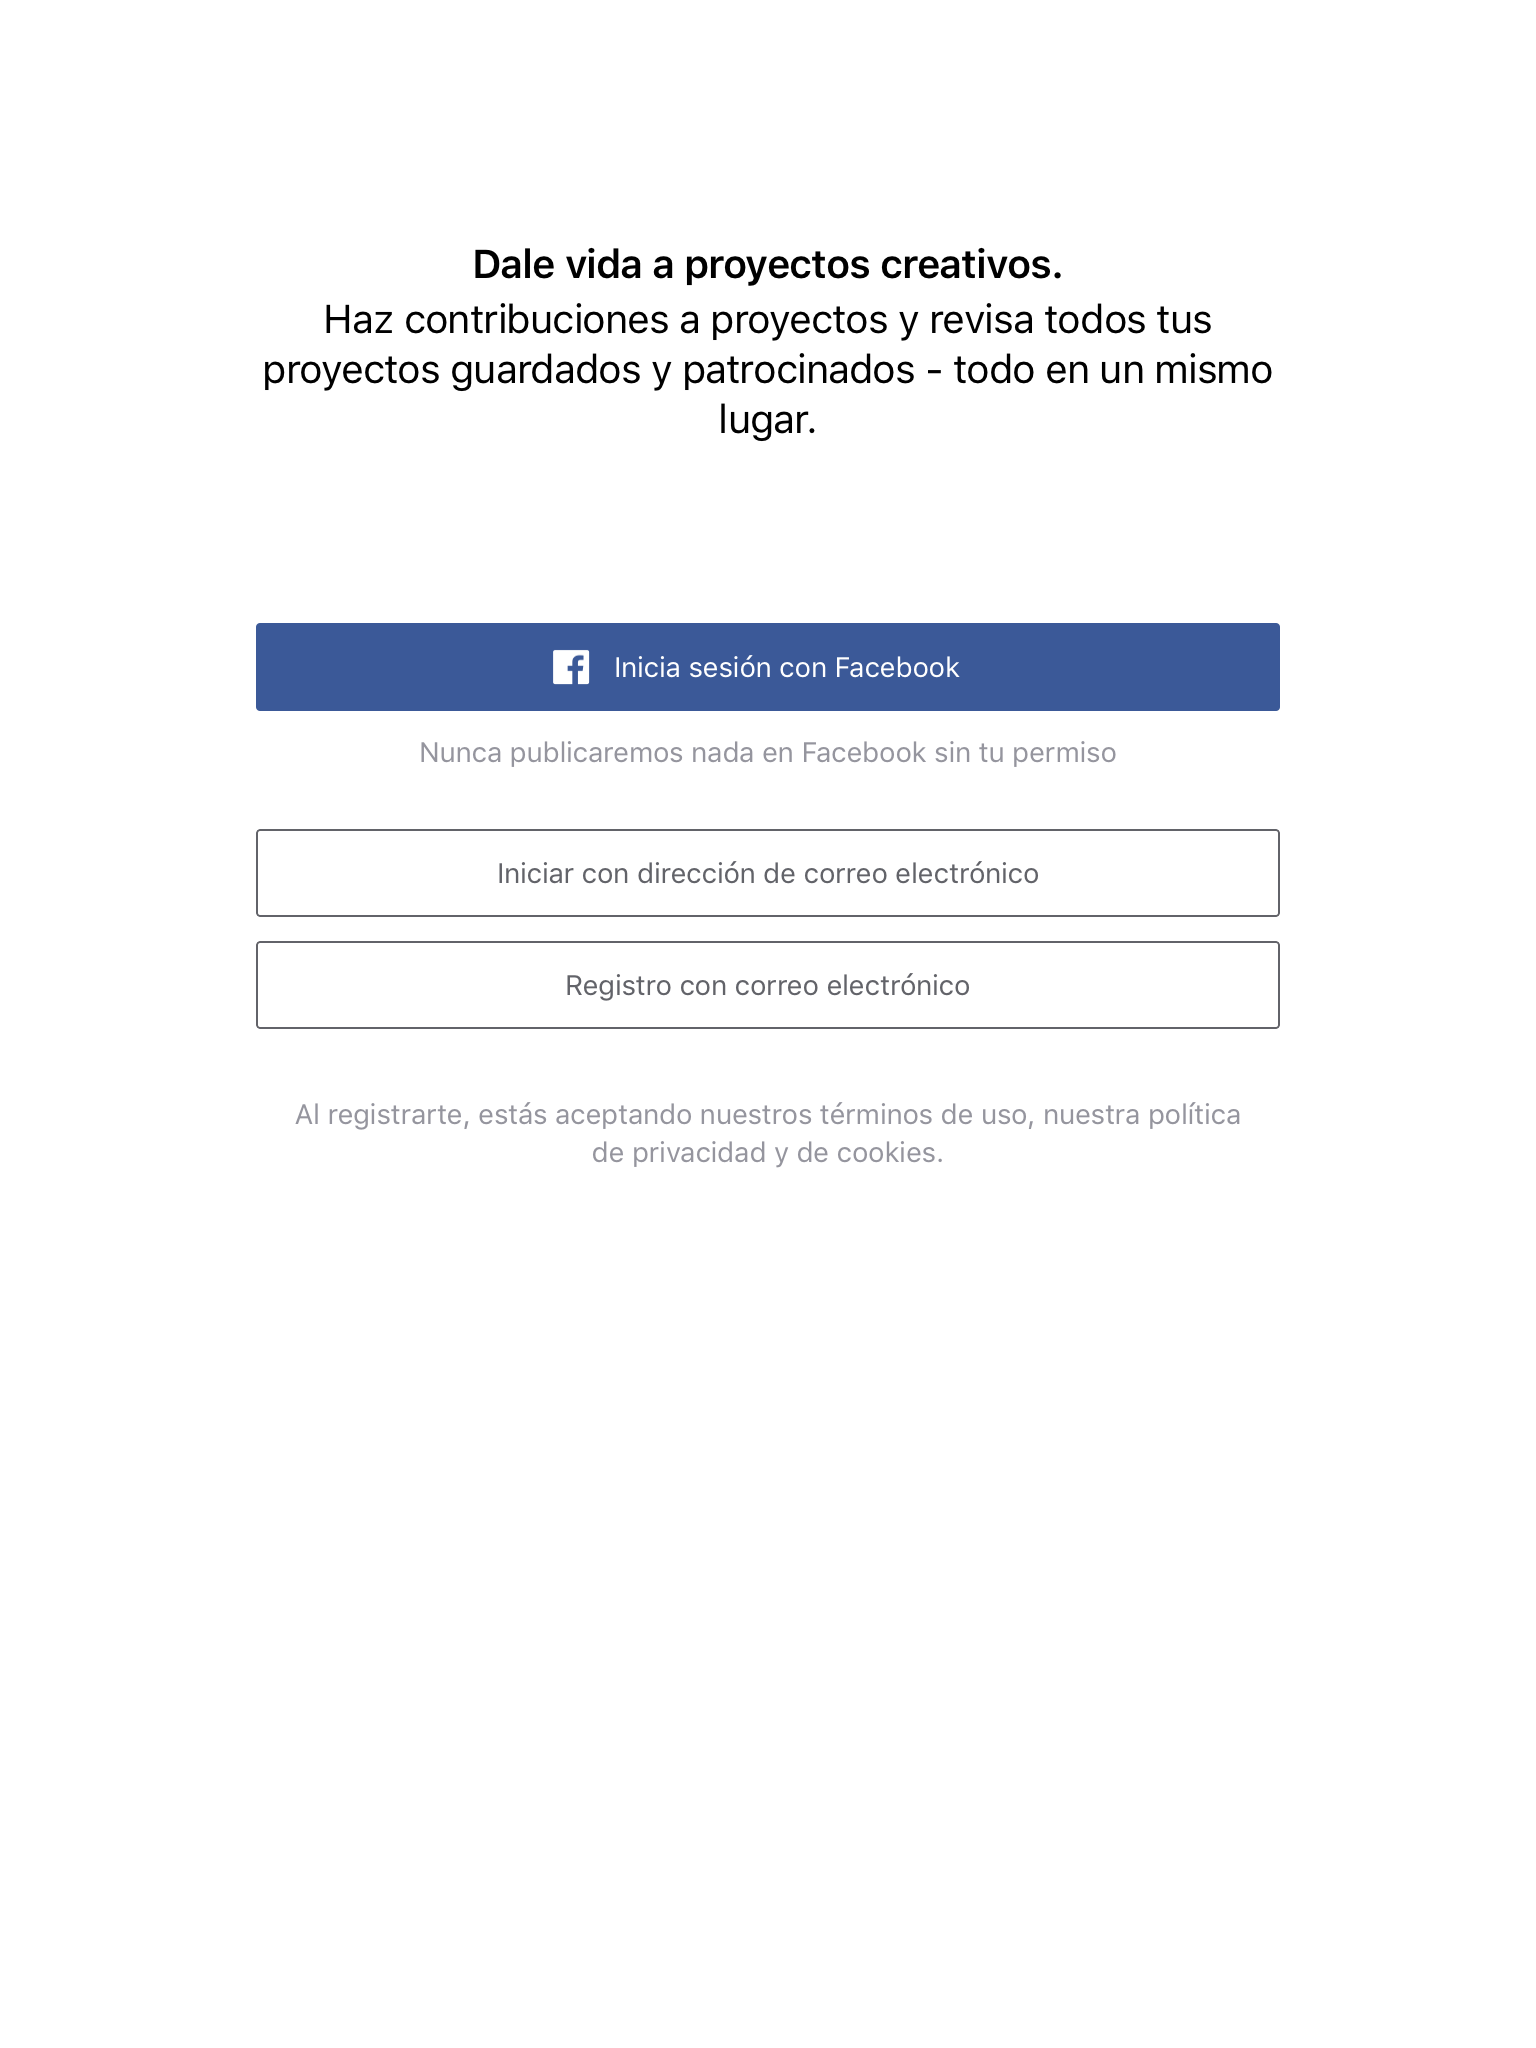 Dale vida a proyectos creativos.
Haz contribuciones a proyectos y revisa todos tus
proyectos guardados y patrocinados - todo en un mismo
lugar.
Inicia sesión con Facebook
Nunca publicaremos nada en Facebook sin tu permiso
Iniciar con dirección de correo electrónico
Registro con correo electrónico
Al registrarte, estás aceptando nuestros términos de uso, nuestra política
de privacidad y de cookies.